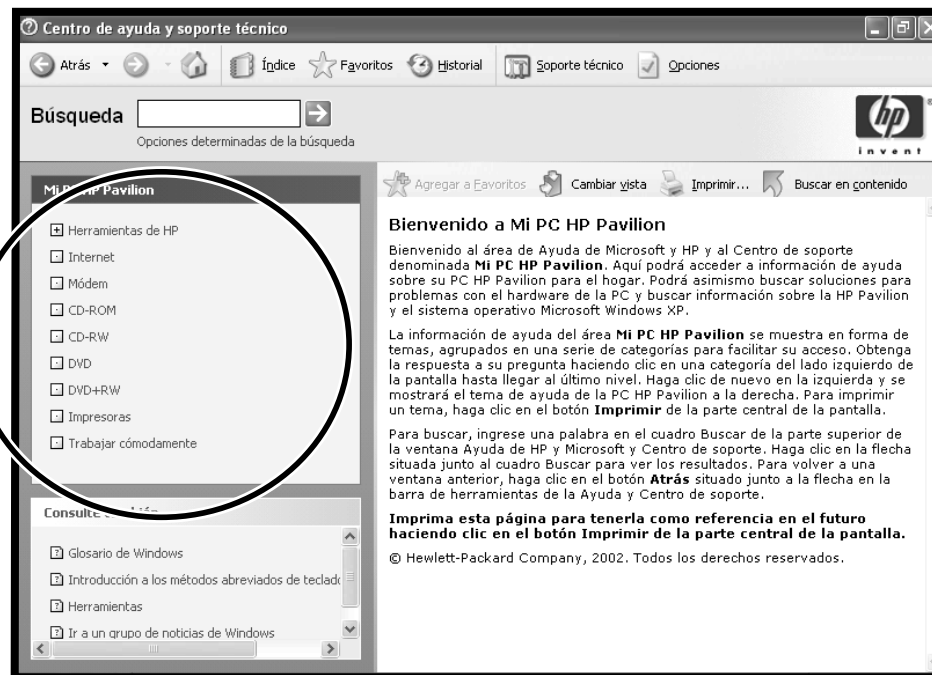 Centro de ayuda y soporte técnico
Atrás
Índice
Favoritos
Historial
Soporte técnico
Opciones
Búsqueda
Opciones determinadas de la búsqueda
hp
invent
Mi PC HP Pavilion
Herramientas de HP
Internet
Módem
CD-ROM
CD-RW
DVD
DVD+RW
Impresoras
Trabajar cómodamente
Consulte
Glosario de Windows
Introducción a los métodos abreviados de teclado
Herramientas
Ir a un grupo de noticias de Windows
Agregar a Favoritos
Cambiar vista
Imprimir...
Buscar en contenido
Bienvenido a Mi PC HP Pavilion
Bienvenido al área de Ayuda de Microsoft y HP y al Centro de soporte
denominada Mi PC HP Pavilion. Aquí podrá acceder a información de ayuda
sobre su PC HP Pavilion para el hogar. Podrá asimismo buscar soluciones para
problemas con el hardware de la PC y buscar información sobre la HP Pavilion
y el sistema operativo Microsoft Windows XP.
La información de ayuda del área Mi PC HP Pavilion se muestra en forma de
temas, agrupados en una serie de categorías para facilitar su acceso. Obtenga
la respuesta a su pregunta haciendo clic en una categoría del lado izquierdo de
la pantalla hasta llegar al último nivel. Haga clic de nuevo en la izquierda y se
mostrará el tema de ayuda de la PC HP Pavilion a la derecha. Para imprimir
un tema, haga clic en el botón Imprimir de la parte central de la pantalla.
Para buscar, ingrese una palabra en el cuadro Buscar de la parte superior de
la ventana Ayuda de HP y Microsoft y Centro de soporte. Haga clic en la flecha
situada junto al cuadro Buscar para ver los resultados. Para volver a una
ventana anterior, haga clic en el botón Atrás situado junto a la flecha en la
barra de herramientas de la Ayuda y Centro de soporte.
Imprima esta página para tenerla como referencia en el futuro
haciendo clic en el botón Imprimir de la parte central de la pantalla.
© Hewlett-Packard Company, 2002. Todos los derechos reservados.